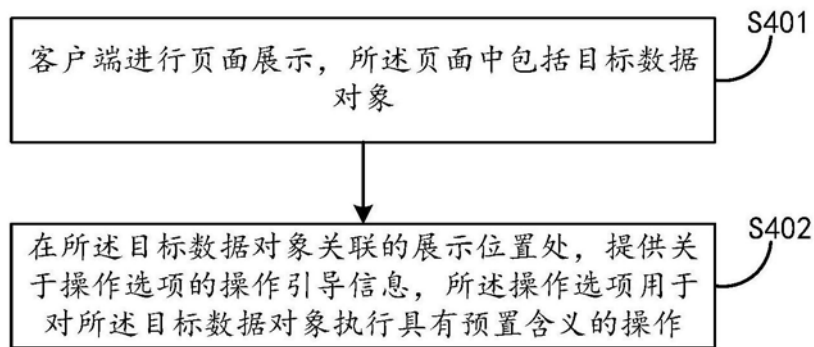 S401
客户端进行页面展示，所述页面中包括目标数据
对象
S402
在所述目标数据对象关联的展示位置处，提供关
于操作选项的操作引导信息，所述操作选项用于
对所述目标数据对象执行具有预置含义的操作